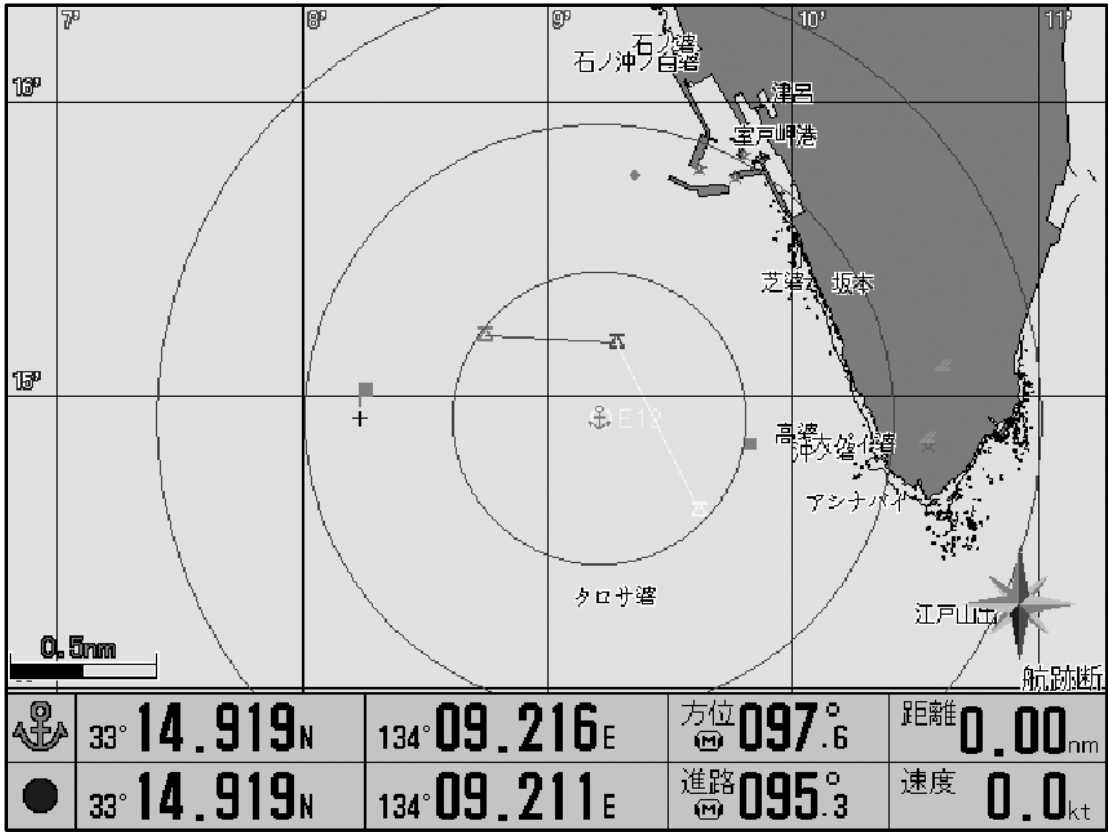 7' 8' 9' 10' 11'
石ノ碆
石ノ沖ノ白碆
16'
津呂
室戸岬港
坂本
15'
E12
高碆
アシナバイ
タロサ碆
江戸山出
0.5nm
航跡断
33° 14.919N 134° 09.216E 方位 (M) 097°.6 距離 0.00nm
33° 14.919N 134° 09.211E 進路 (M) 095°.3 速度 0.0kt